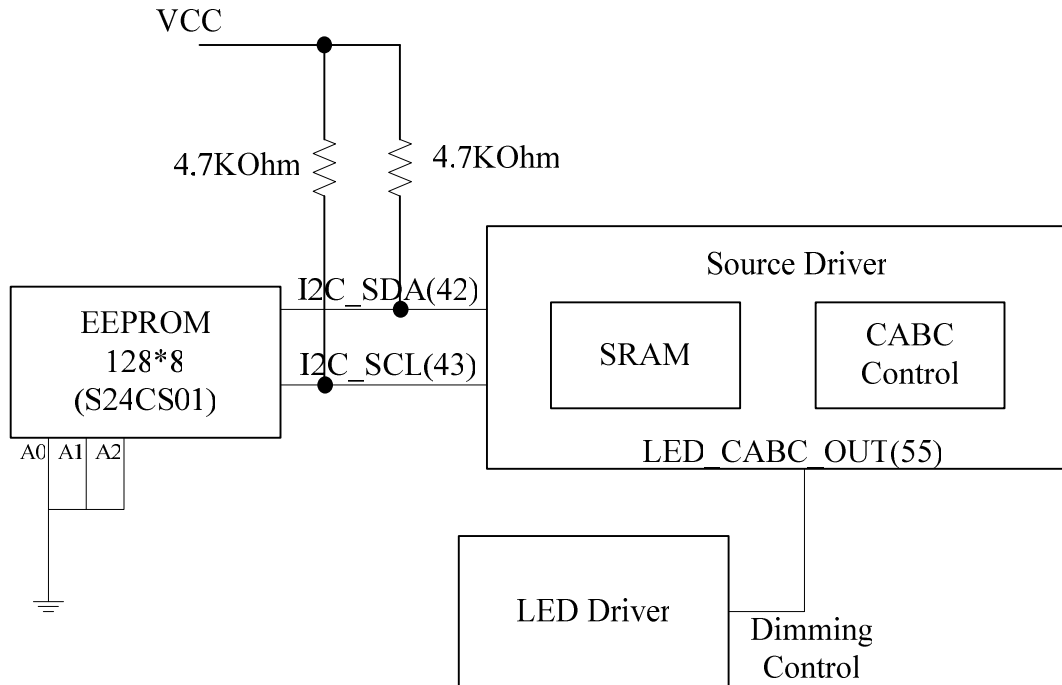 VCC
4.7KOhm
4.7KOhm
I2C_SDA(42)
I2C_SCL(43)
EEPROM
128*8
(S24CS01)
A0
A1
A2
Source Driver
SRAM
CABC
Control
LED_CABC_OUT(55)
LED Driver
Dimming
Control